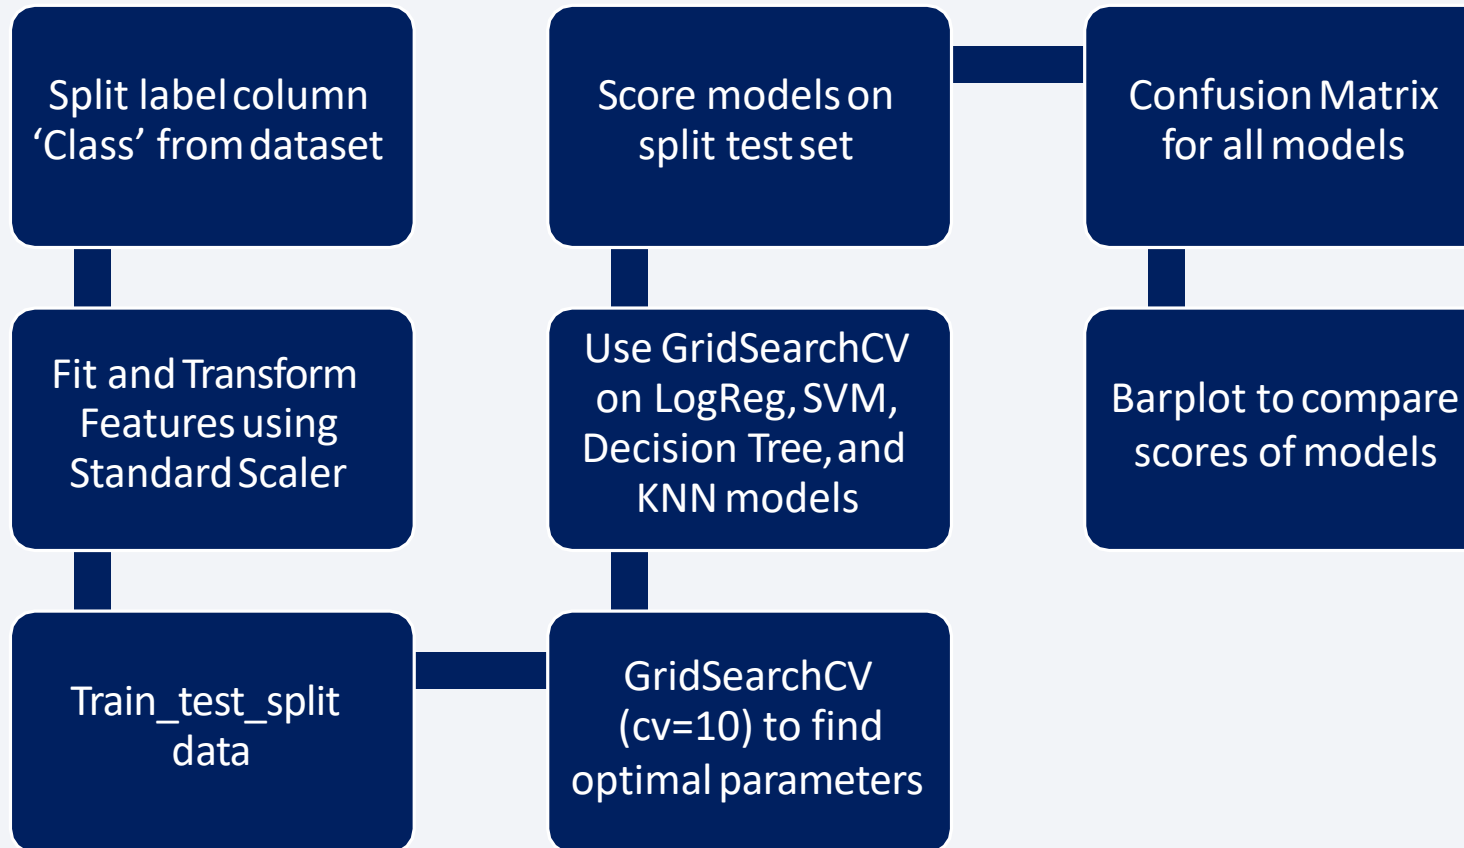 Split label column
‘Class’ from dataset
Fit and Transform
Features using
Standard Scaler
Train_test_split
data
GridSearchCV
(cv=10) to find
optimal parameters
Use GridSearchCV
on LogReg, SVM,
Decision Tree, and
KNN models
Score models on
split test set
Confusion Matrix
for all models
Barplot to compare
scores of models